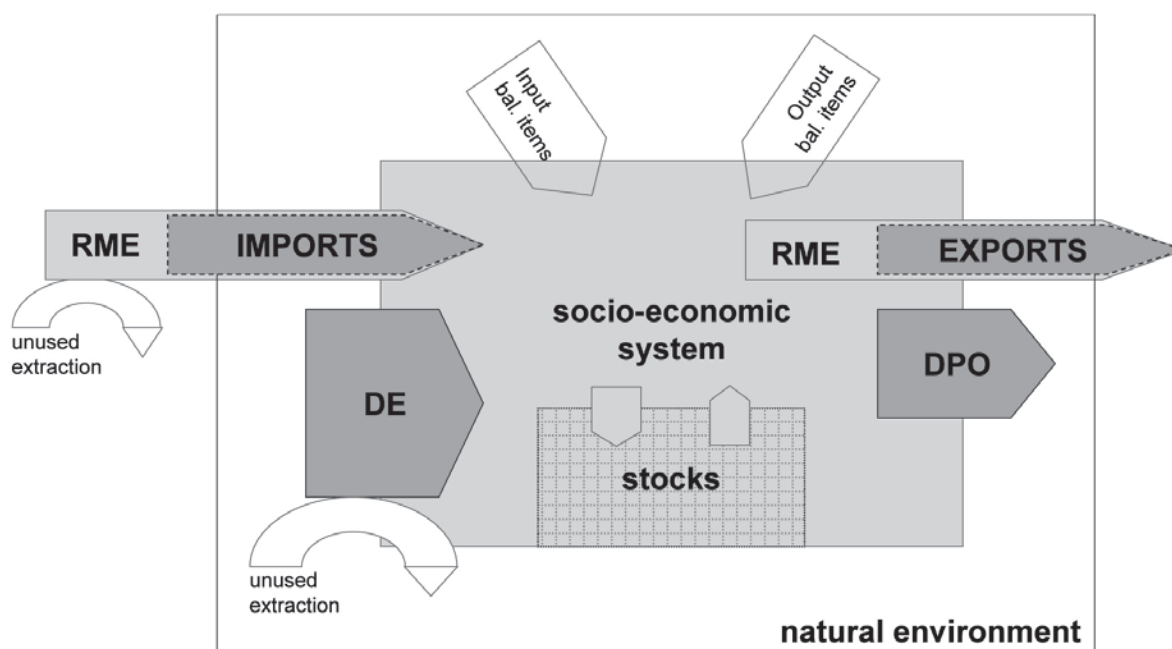 Input
bal. items
Output
bal. items
RME
IMPORTS
RME
EXPORTS
unused
extraction
socio-economic
system
DE
DPO
stocks
unused
extraction
natural environment